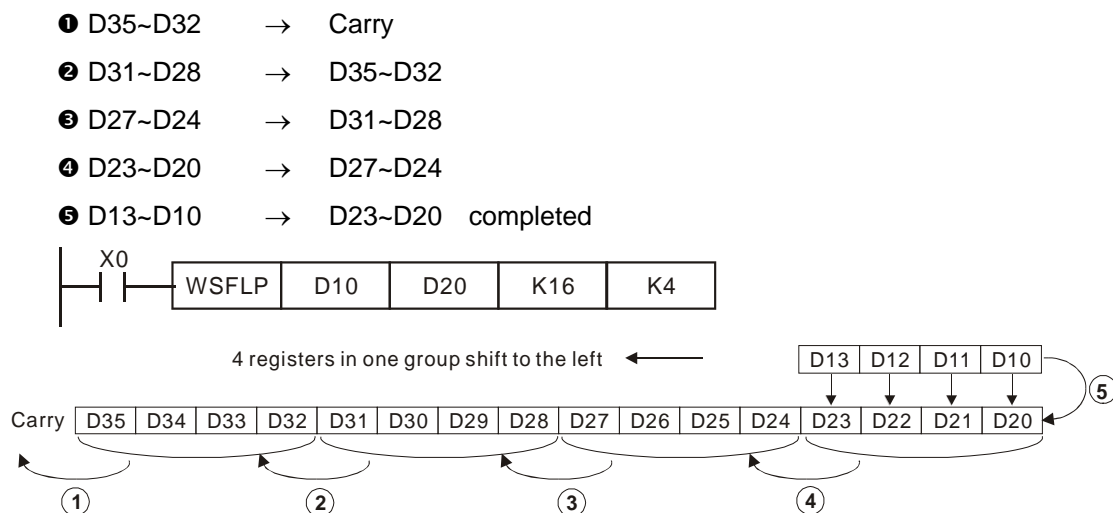 ❶ D35~D32 → Carry
❷ D31~D28 → D35~D32
❸ D27~D24 → D31~D28
❹ D23~D20 → D27~D24
❺ D13~D10 → D23~D20 completed
X0
WSFLP D10 D20 K16 K4
4 registers in one group shift to the left
D13 D12 D11 D10
5
Carry D35 D34 D33 D32 D31 D30 D29 D28 D27 D26 D25 D24 D23 D22 D21 D20
1 2 3 4